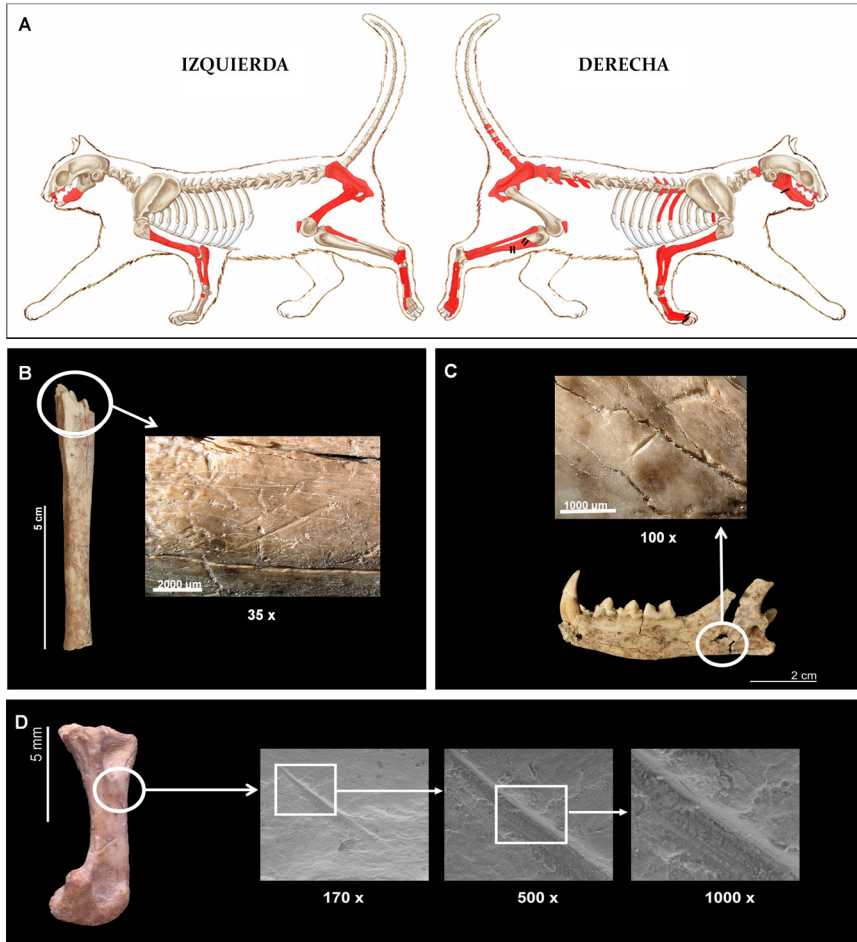 A
IZQUIERDA
DERECHA
B
5 cm
2000 µm
35 x
C
1000 µm
100 x
2 cm
D
5 mm
170 x
500 x
1000 x